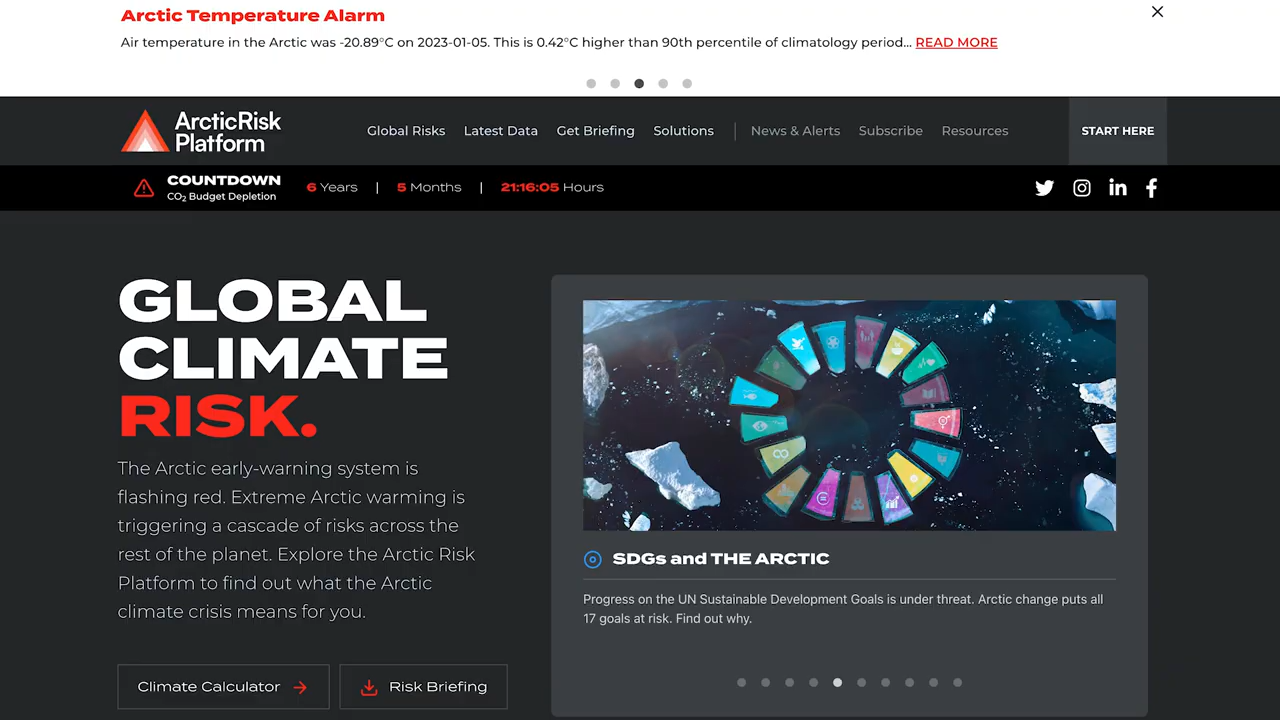 Arctic Temperature Alarm
Air temperature in the Arctic was -20.89°C on 2023-01-05. This is 0.42°C higher than 90th percentile of climatology period... READ MORE
ArcticRisk
Platform
Global Risks
Latest Data
Get Briefing
Solutions
News & Alerts
Subscribe
Resources
START HERE
COUNTDOWN
CO₂ Budget Depletion
6 Years | 5 Months | 21:16:05 Hours
GLOBAL
CLIMATE
RISK.
The Arctic early-warning system is
flashing red. Extreme Arctic warming is
triggering a cascade of risks across the
rest of the planet. Explore the Arctic Risk
Platform to find out what the Arctic
climate crisis means for you.
Climate Calculator
Risk Briefing
SDGs and THE ARCTIC
Progress on the UN Sustainable Development Goals is under threat. Arctic change puts all
17 goals at risk. Find out why.